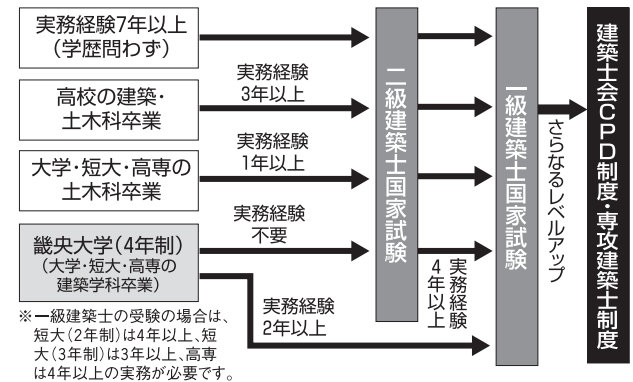 実務経験7年以上
(学歴問わず)
高校の建築・
土木科卒業
実務経験
3年以上
大学・短大・高専の
土木科卒業
実務経験
1年以上
畿央大学(4年制)
(大学・短大・高専の
建築学科卒業)
実務経験
不要
実務経験
2年以上
※一級建築士の受験の場合は、
短大(2年制)は4年以上、短
大(3年制)は3年以上、高専
は4年以上の実務が必要です。
二級建築士国家試験
実務経験
4年以上
一級建築士国家試験
さらなるレベルアップ
建築士会CPD制度・専攻建築士制度